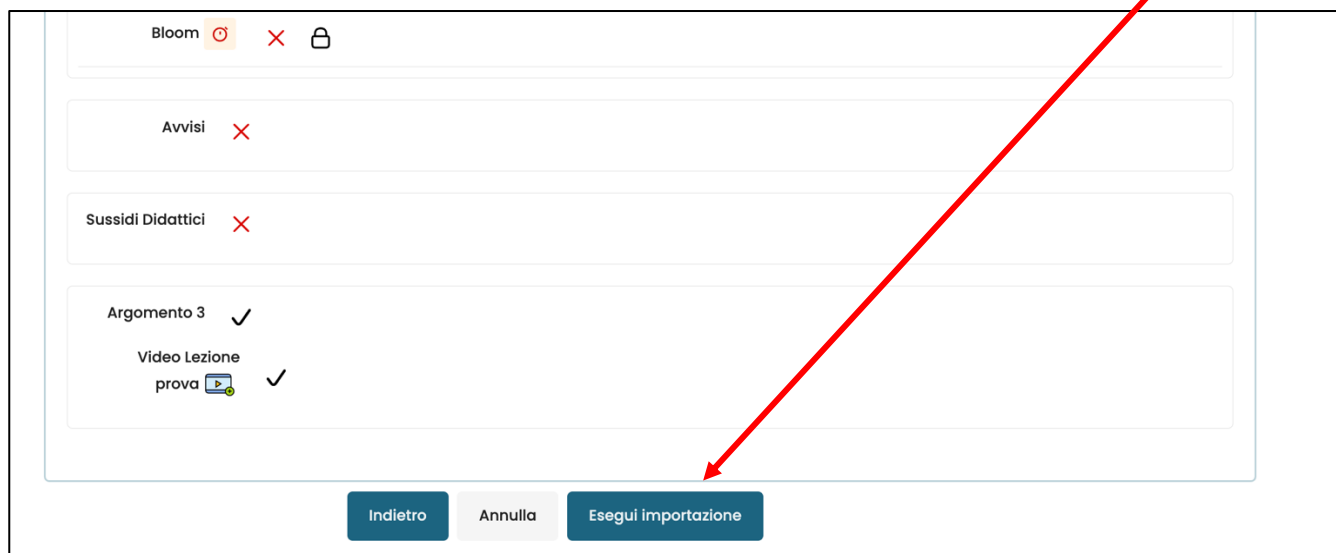 Bloom
Avvisi
Sussidi Didattici
Argomento 3
Video Lezione
prova
Indietro Annulla Esegui importazione